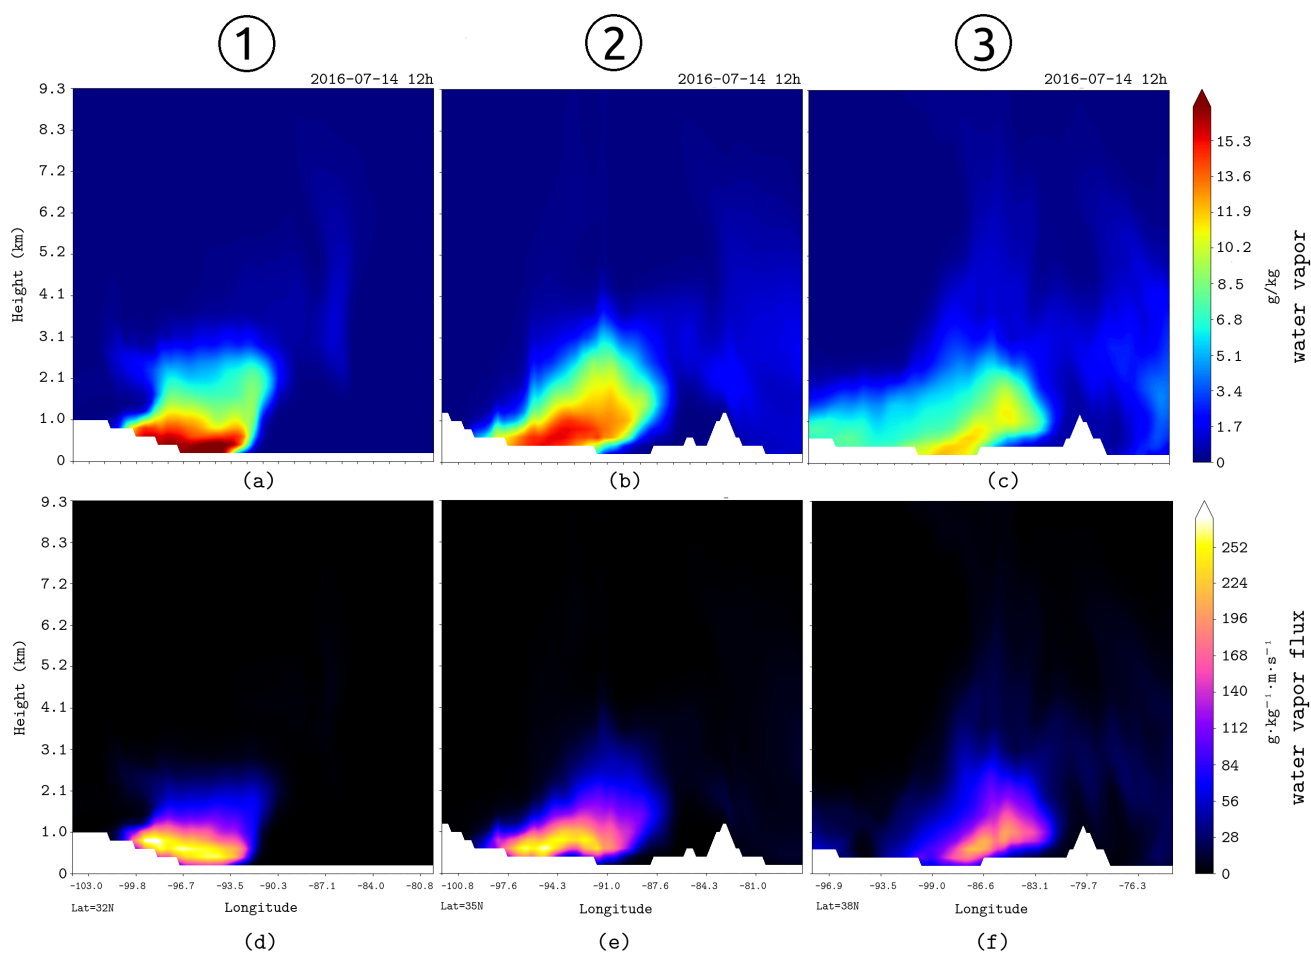 1 2 3
2016-07-14 12h 2016-07-14 12h 2016-07-14 12h
9.3
8.3
7.2
6.2
5.2
4.1
3.1
2.1
1.0
0
Height (km)
15.3
13.6
11.9
10.2
8.5
6.8
5.1
3.4
1.7
0
g/kg
water vapor
(a) (b) (c)
9.3
8.3
7.2
6.2
5.2
4.1
3.1
2.1
1.0
0
Height (km)
252
224
196
168
140
112
84
56
28
0
g·kg⁻¹·m·s⁻¹
water vapor flux
-103.0 -99.8 -96.7 -93.5 -90.3 -87.1 -84.0 -80.8
-100.8 -97.6 -94.3 -91.0 -87.6 -84.3 -81.0
-96.9 -93.5 -99.0 -86.6 -83.1 -79.7 -76.3
Lat=32N Longitude Lat=35N Longitude Lat=38N Longitude
(d) (e) (f)